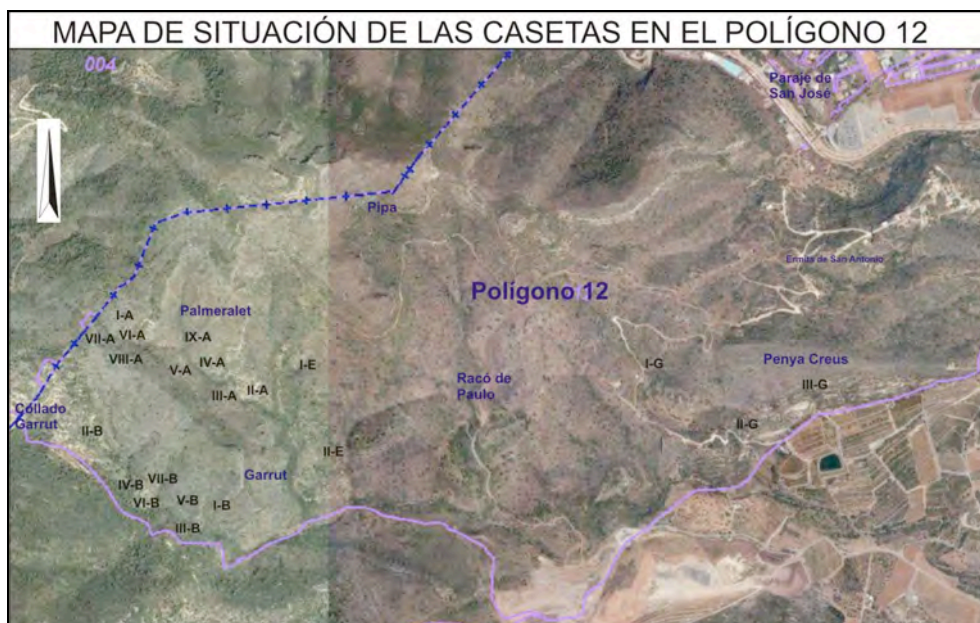 MAPA DE SITUACIÓN DE LAS CASETAS EN EL POLÍGONO 12
004
Paraje de
San José
Pipa
Ermita de San Antonio
Polígono 12
Palmeralet
I-A
VII-A
VI-A
IX-A
VIII-A
V-A
IV-A
III-A
II-A
I-E
I-G
Penya Creus
III-G
Racó de
Paulo
Collado
Garrut
II-B
II-G
II-E
Garrut
IV-B
VII-B
VI-B
V-B
I-B
III-B